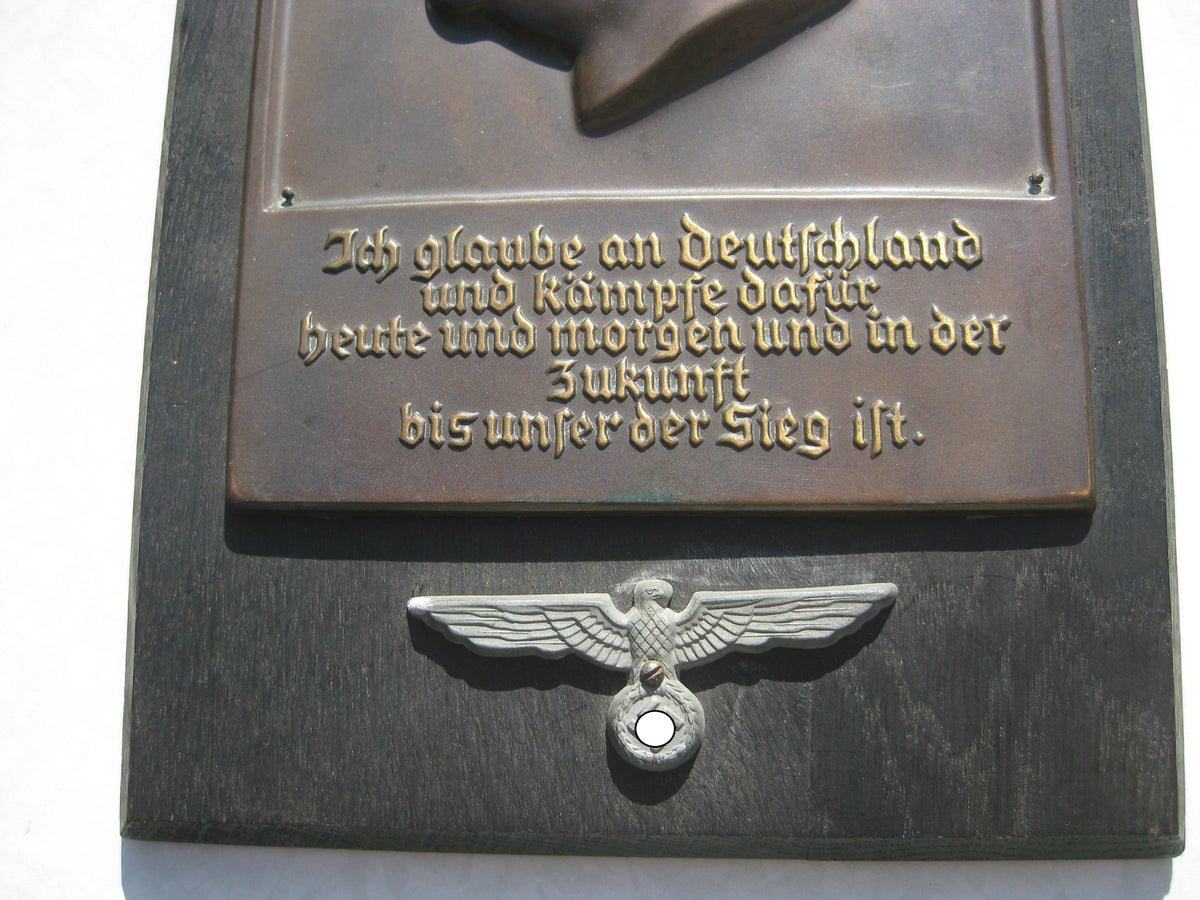 Ich glaube an Deutſchland
und kämpfe dafür
heute und morgen und in der
Zukunft
bis unſer der Sieg iſt.